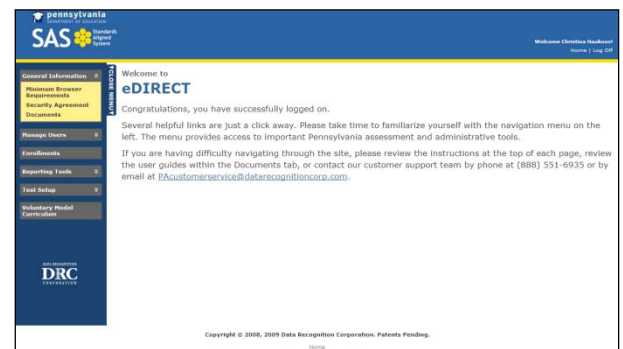 pennsylvania
DEPARTMENT OF EDUCATION
SAS Standards Aligned System
Welcome Christina Haukoos!
Home | Log Off
General Information
Minimum Browser Requirements
Security Agreement
Documents
Manage Users
Enrollments
Reporting Tools
Test Setup
Voluntary Model Curriculum
CLOSE MENU
Welcome to
eDIRECT
Congratulations, you have successfully logged on.
Several helpful links are just a click away. Please take time to familiarize yourself with the navigation menu on the
left. The menu provides access to important Pennsylvania assessment and administrative tools.
If you are having difficulty navigating through the site, please review the instructions at the top of each page, review
the user guides within the Documents tab, or contact our customer support team by phone at (888) 551-6935 or by
email at PAcustomerservice@datarecognitioncorp.com.
DATA RECOGNITION
DRC
CORPORATION
Copyright © 2008, 2009 Data Recognition Corporation. Patents Pending.
Home